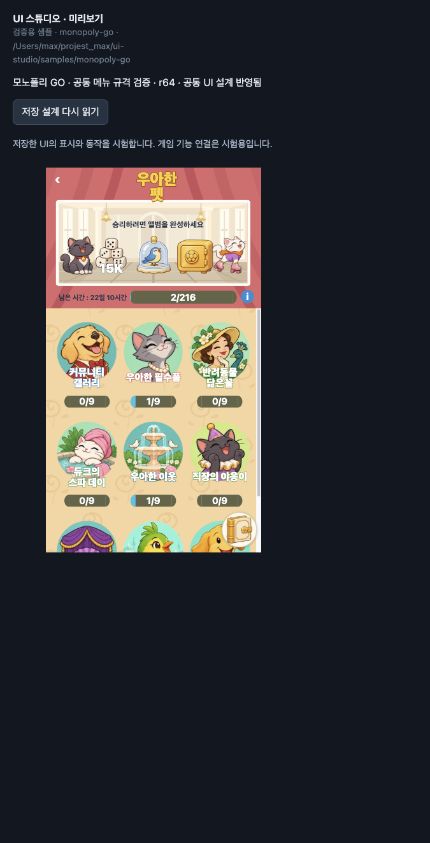 UI 스튜디오 · 미리보기
검증용 샘플 · monopoly-go ·
/Users/max/projest_max/ui-
studio/samples/monopoly-go
모노폴리 GO · 공동 메뉴 규격 검증 · r64 · 공동 UI 설계 반영됨
저장 설계 다시 읽기
저장한 UI의 표시와 동작을 시험합니다. 게임 기능 연결은 시험용입니다.
우아한
펫
승리하려면 앨범을 완성하세요
15K
남은 시간 : 22일 10시간
2/216
i
커뮤니티
갤러리
우아한 필수품
반려동물
닮은꼴
0/9
1/9
0/9
듀크의
스파 데이
우아한 이웃
직장의 야옹이
0/9
1/9
0/9